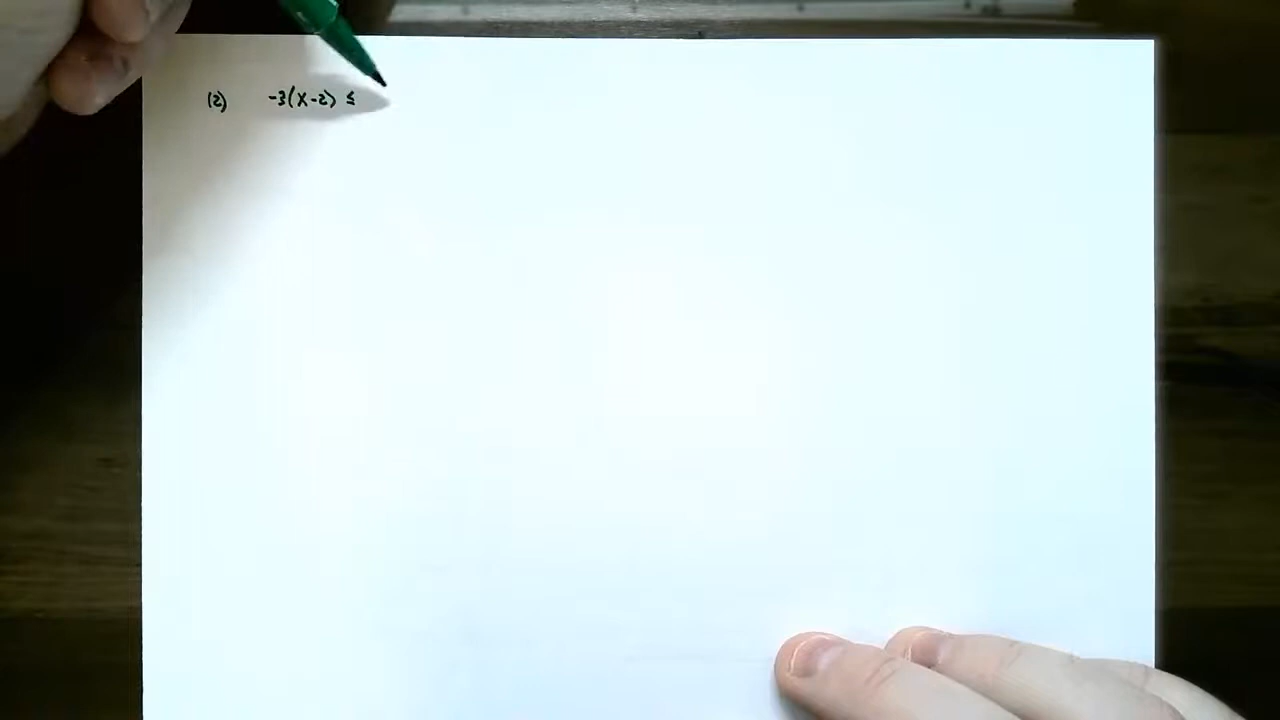 (2) -3(x-2) ≤